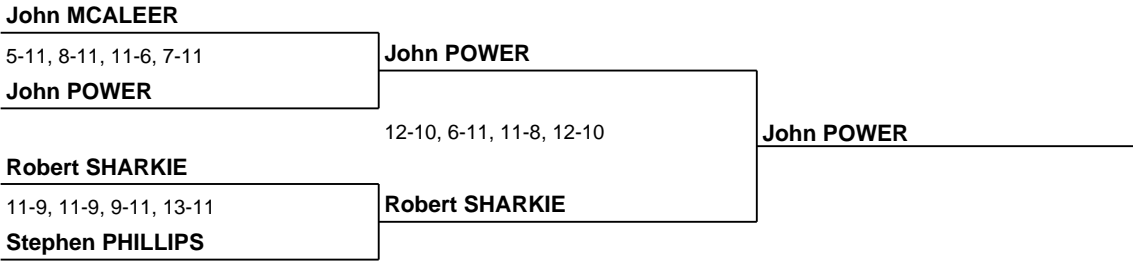 John MCALEER
5-11, 8-11, 11-6, 7-11
John POWER
John POWER
12-10, 6-11, 11-8, 12-10
John POWER
Robert SHARKIE
11-9, 11-9, 9-11, 13-11
Robert SHARKIE
Stephen PHILLIPS